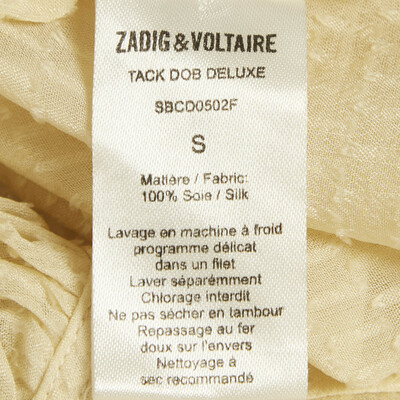 ZADIG & VOLTAIRE
TACK DOB DELUXE
SBCD0502F
S
Matière / Fabric:
100% Soie / Silk
Lavage en machine à froid
programme délicat
dans un filet
Laver séparémment
Chlorage interdit
Ne pas sécher en tambour
Repassage au fer
doux sur l'envers
Nettoyage à
sec recommandé